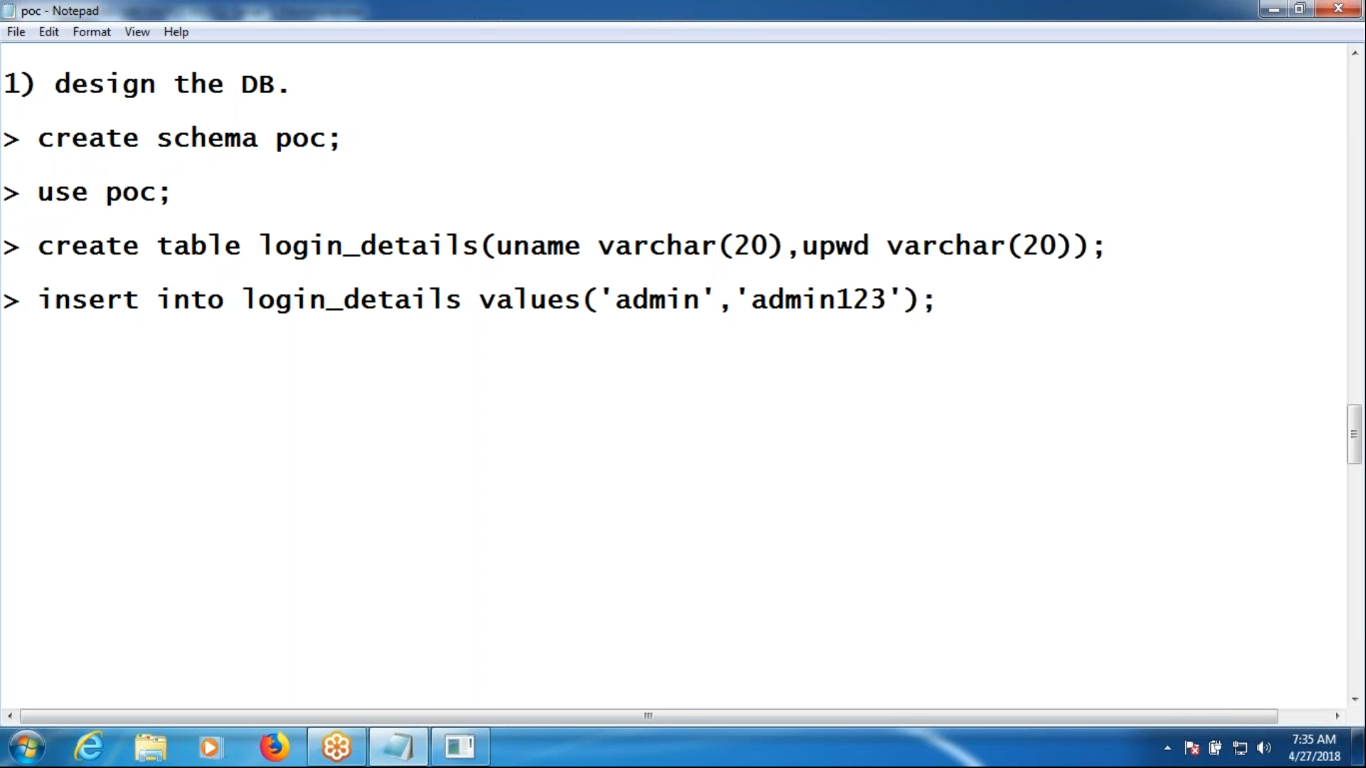 poc - Notepad
File Edit Format View Help
1) design the DB.
> create schema poc;
> use poc;
> create table login_details(uname varchar(20),upwd varchar(20));
> insert into login_details values('admin','admin123');
7:35 AM
4/27/2018